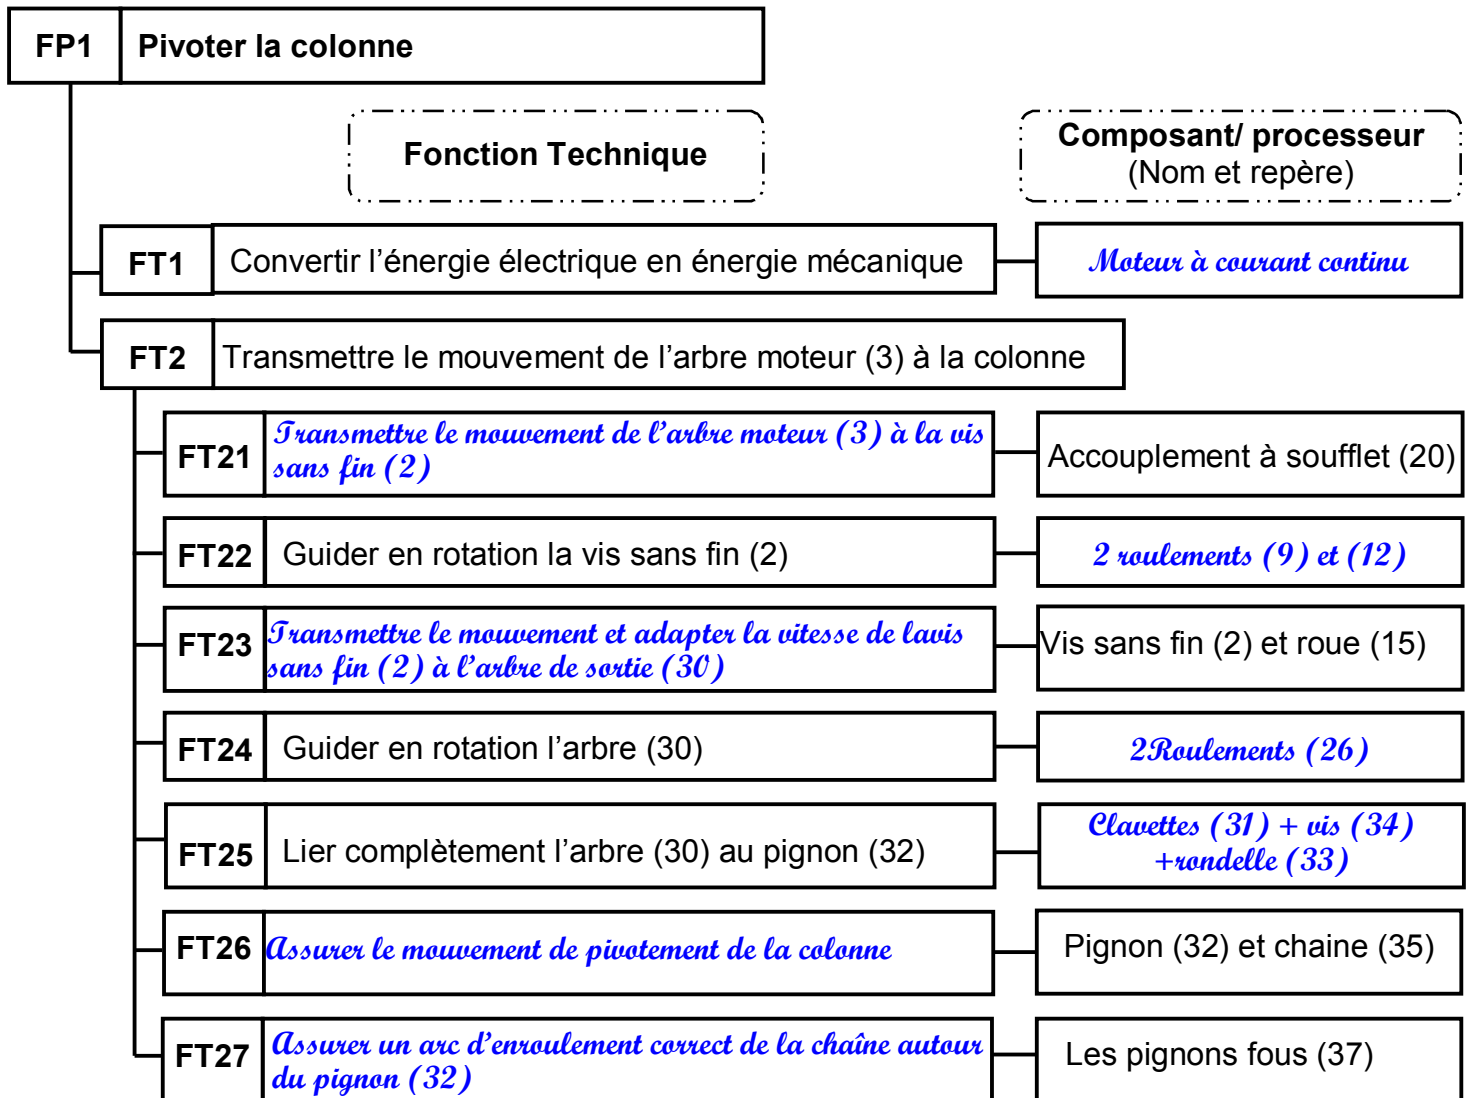 FP1 Pivoter la colonne
Fonction Technique
Composant/ processeur
(Nom et repère)
FT1 Convertir l’énergie électrique en énergie mécanique
Moteur à courant continu
FT2 Transmettre le mouvement de l’arbre moteur (3) à la colonne
FT21
Transmettre le mouvement de l’arbre moteur (3) à la vis
sans fin (2)
Accouplement à soufflet (20)
FT22 Guider en rotation la vis sans fin (2)
2 roulements (9) et (12)
FT23
Transmettre le mouvement et adapter la vitesse de lavis
sans fin (2) à l’arbre de sortie (30)
Vis sans fin (2) et roue (15)
FT24 Guider en rotation l’arbre (30)
2Roulements (26)
FT25 Lier complètement l’arbre (30) au pignon (32)
Clavettes (31) + vis (34)
+rondelle (33)
FT26 Assurer le mouvement de pivotement de la colonne
Pignon (32) et chaine (35)
FT27
Assurer un arc d’enroulement correct de la chaîne autour
du pignon (32)
Les pignons fous (37)